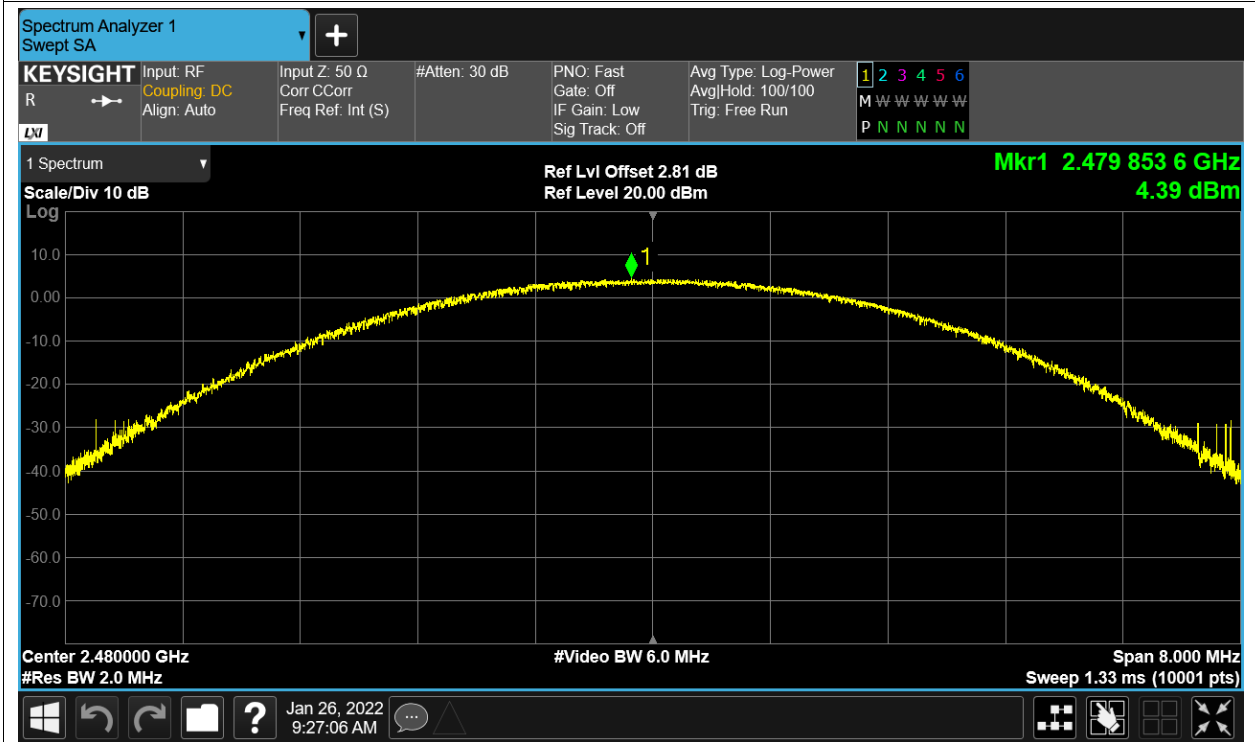 Spectrum Analyzer 1
Swept SA
KEYSIGHT
R
LXI
Input: RF
Coupling: DC
Align: Auto
Input Z: 50 Ω
Corr CCorr
Freq Ref: Int (S)
#Atten: 30 dB
PNO: Fast
Gate: Off
IF Gain: Low
Sig Track: Off
Avg Type: Log-Power
Avg|Hold: 100/100
Trig: Free Run
1 2 3 4 5 6
M W W W W W
P N N N N N
1 Spectrum
Scale/Div 10 dB
Ref Lvl Offset 2.81 dB
Ref Level 20.00 dBm
Mkr1 2.479 853 6 GHz
4.39 dBm
Log
1
10.0
0.00
-10.0
-20.0
-30.0
-40.0
-50.0
-60.0
-70.0
Center 2.480000 GHz
#Video BW 6.0 MHz
Span 8.000 MHz
#Res BW 2.0 MHz
Sweep 1.33 ms (10001 pts)
?
Jan 26, 2022
9:27:06 AM